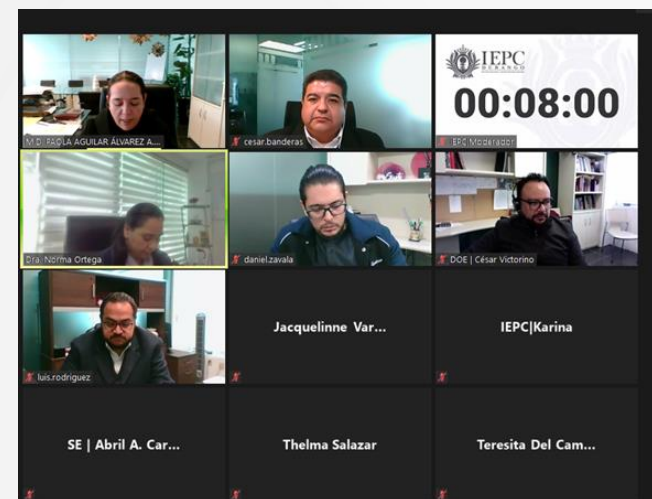 IEPC
DURANGO
00:08:00
M.D. PAOLA AGUILAR ÁLVAREZ A...
cesar.banderas
IEPC Moderador
Dra. Norma Ortega
daniel.zavala
DOE | César Victorino
luis.rodriguez
Jacquelinne Var...
IEPC|Karina
SE | Abril A. Car...
Thelma Salazar
Teresita Del Cam...